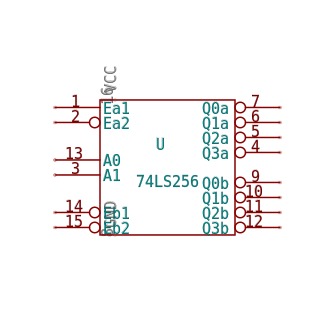 VCC
16
1 Ea1 Q0a 7
2 Ea2 Q1a 6
Q2a 5
Q3a 4
U
13 A0
3 A1
74LS256
Q0b 9
Q1b 10
14 Eb1 Q2b 11
15 Eb2 Q3b 12
GND